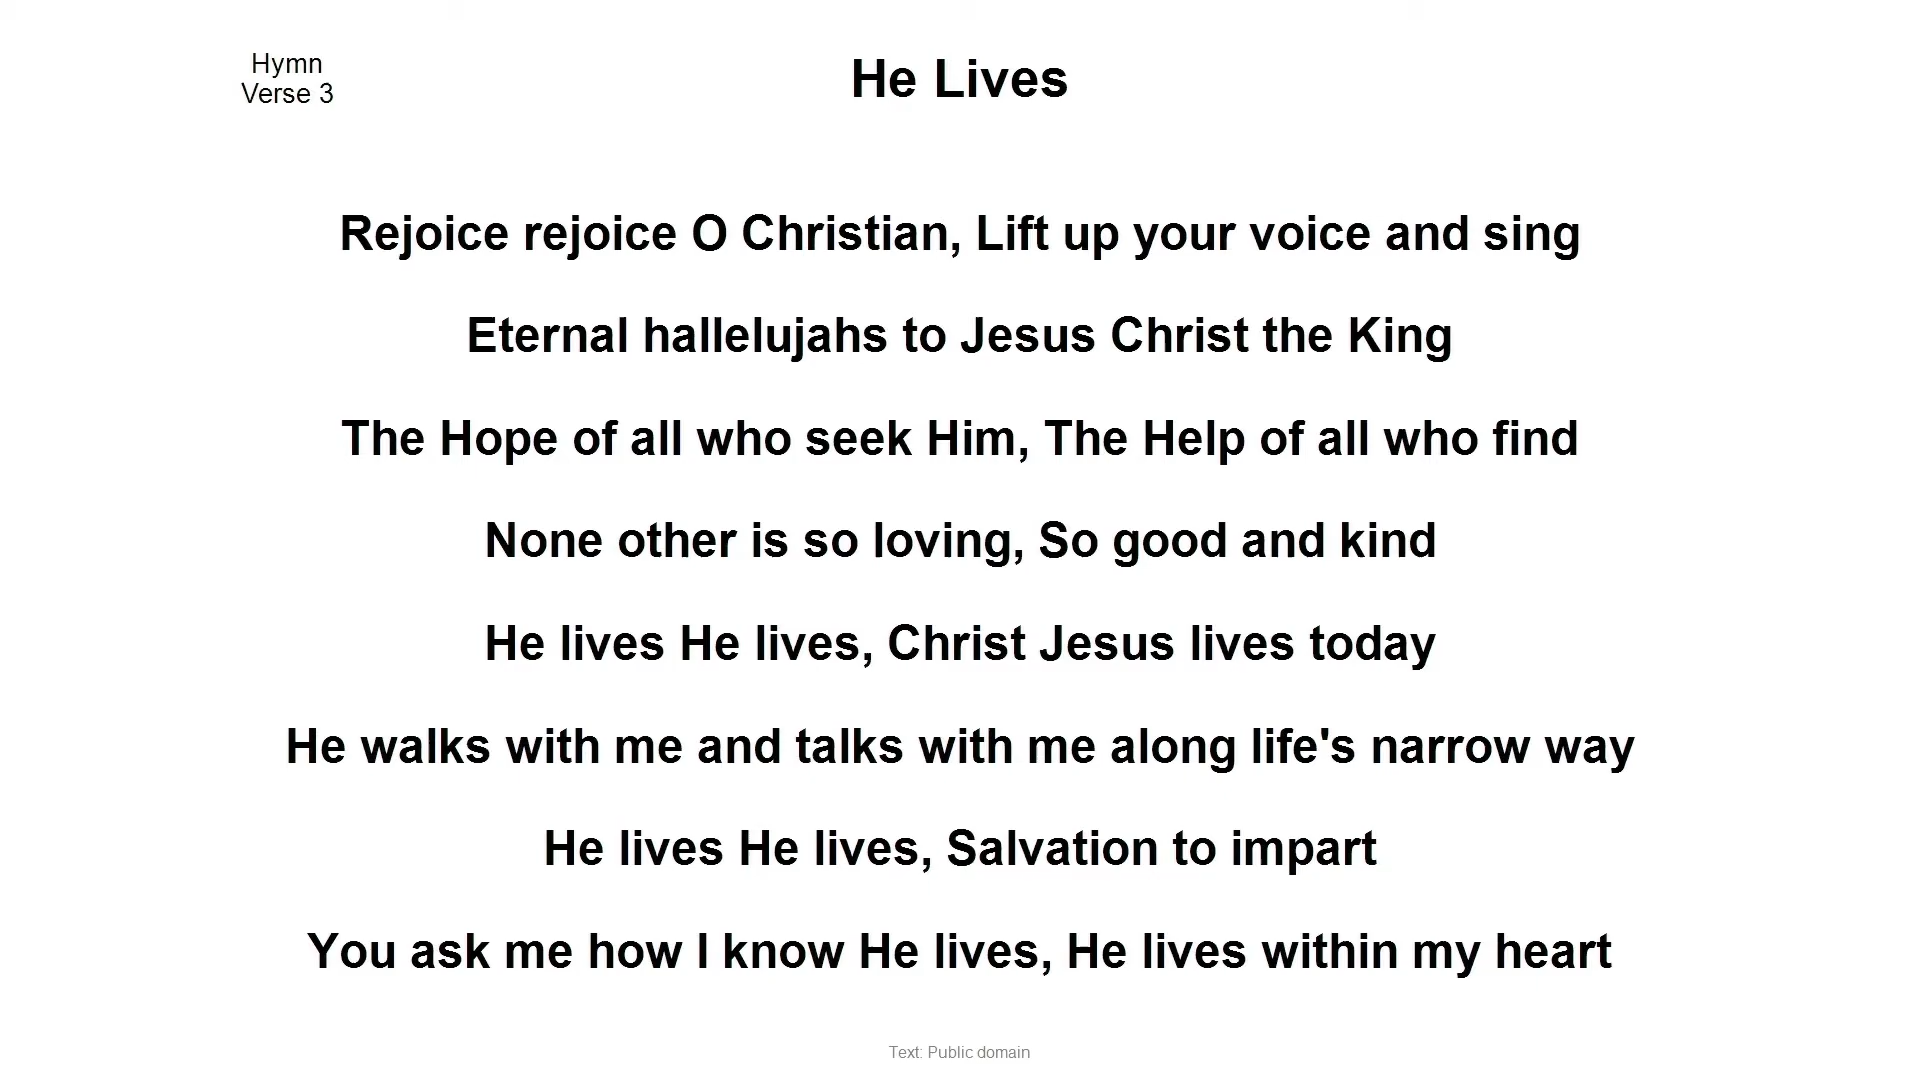 Hymn
Verse 3
He Lives
Rejoice rejoice O Christian, Lift up your voice and sing
Eternal hallelujahs to Jesus Christ the King
The Hope of all who seek Him, The Help of all who find
None other is so loving, So good and kind
He lives He lives, Christ Jesus lives today
He walks with me and talks with me along life's narrow way
He lives He lives, Salvation to impart
You ask me how I know He lives, He lives within my heart
Text: Public domain